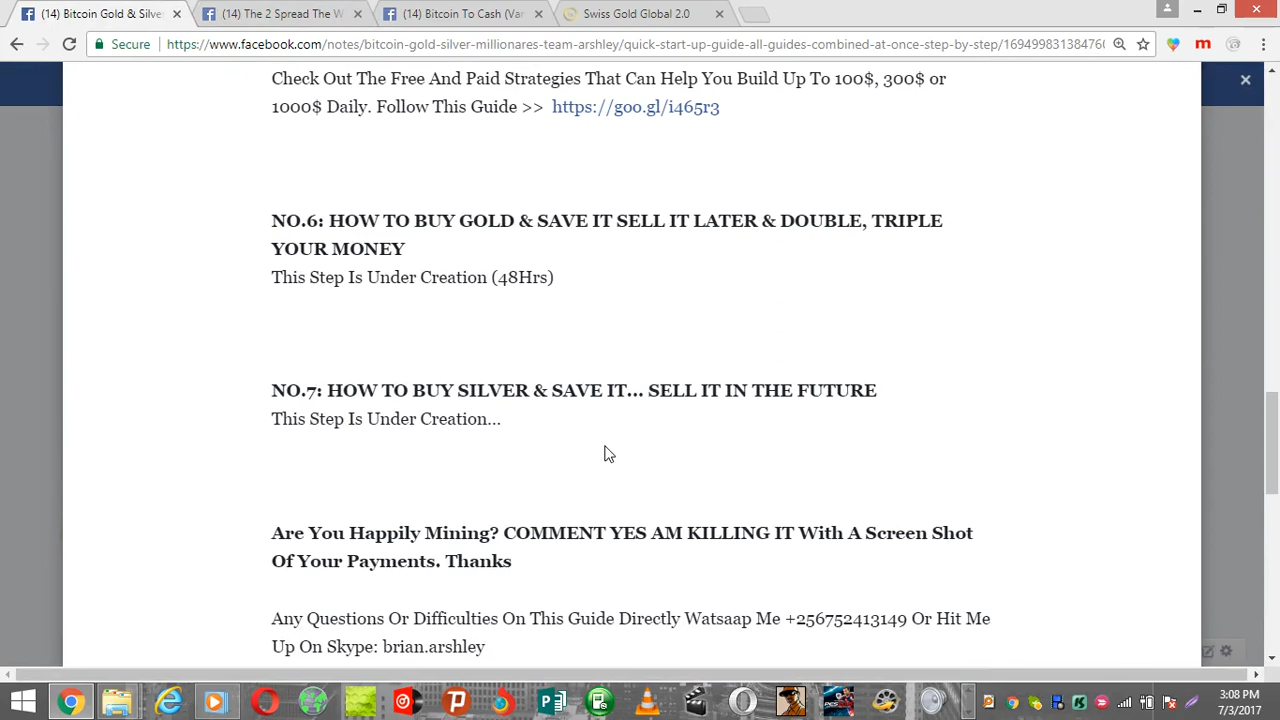 (14) Bitcoin Gold & Silver
(14) The 2 Spread The W
(14) Bitcoin To Cash (Van
Swiss Gold Global 2.0
Secure
https://www.facebook.com/notes/bitcoin-gold-silver-millionares-team-arshley/quick-start-up-guide-all-guides-combined-at-once-step-by-step/169499831384760
Check Out The Free And Paid Strategies That Can Help You Build Up To 100$, 300$ or
1000$ Daily. Follow This Guide >> https://goo.gl/i465r3
NO.6: HOW TO BUY GOLD & SAVE IT SELL IT LATER & DOUBLE, TRIPLE
YOUR MONEY
This Step Is Under Creation (48Hrs)
NO.7: HOW TO BUY SILVER & SAVE IT... SELL IT IN THE FUTURE
This Step Is Under Creation...
Are You Happily Mining? COMMENT YES AM KILLING IT With A Screen Shot
Of Your Payments. Thanks
Any Questions Or Difficulties On This Guide Directly Watsaap Me +256752413149 Or Hit Me
Up On Skype: brian.arshley
3:08 PM
7/3/2017